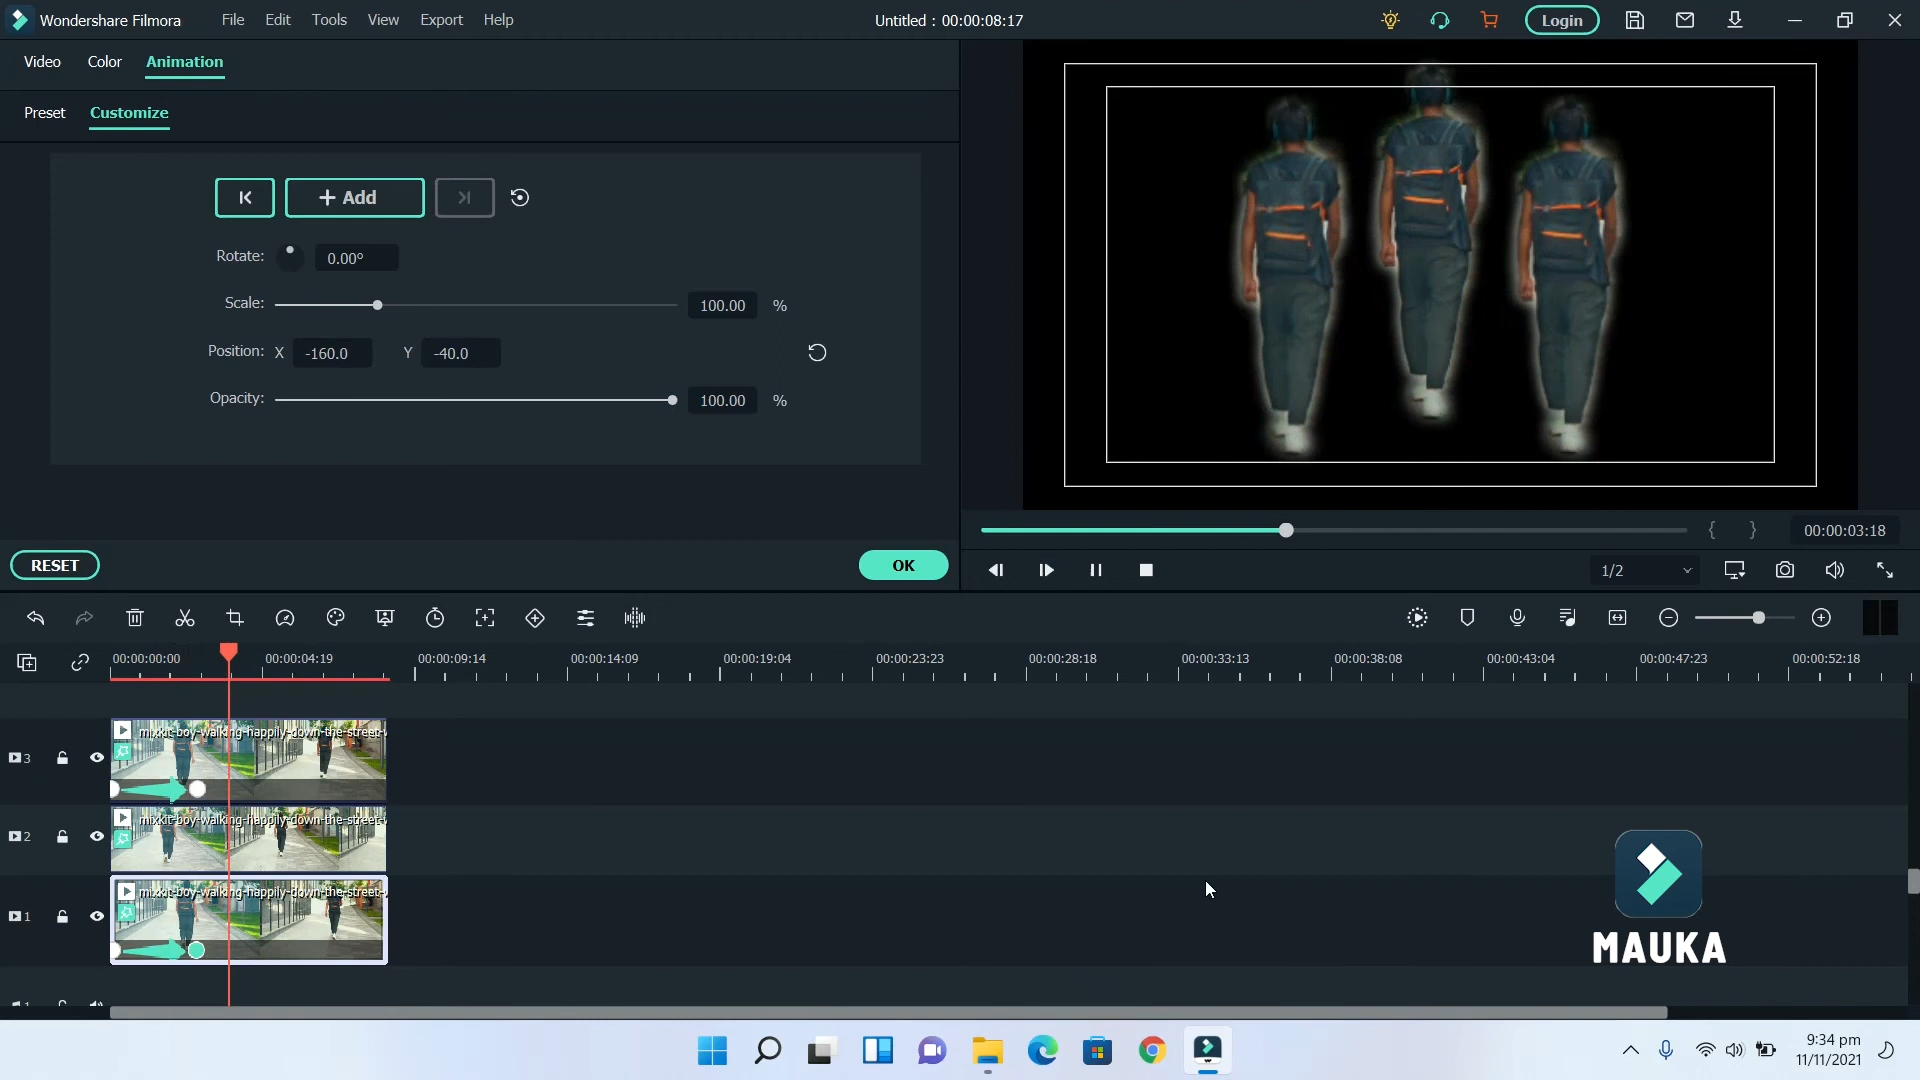 Wondershare Filmora File Edit Tools View Export Help Untitled : 00:00:08:17 Login
Video Color Animation
Preset Customize
Add
Rotate: 0.00º
Scale: 100.00 %
Position: X -160.0 Y -40.0
Opacity: 100.00 %
RESET OK
{ } 00:00:03:18
1/2
00:00:00:00 00:00:04:19 00:00:09:14 00:00:14:09 00:00:19:04 00:00:23:23 00:00:28:18 00:00:33:13 00:00:38:08 00:00:43:04 00:00:47:23 00:00:52:18
mixkit-boy-walking-happily-down-the-street-
3
mixkit-boy-walking-happily-down-the-street-
2
mixkit-boy-walking-happily-down-the-street-
1
MAUKA
9:34 pm
11/11/2021